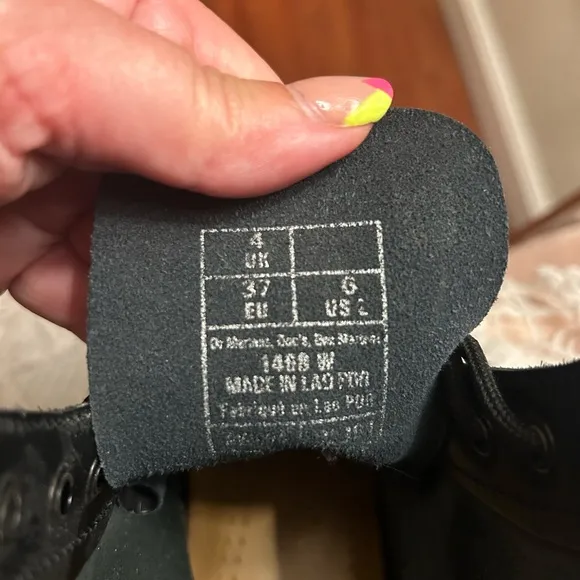 4
UK
37 6
EU US L
Dr Martens, Doc's, Doc Martens
1460 W
MADE IN LAO PDR
Fabriqué en Lao PDR